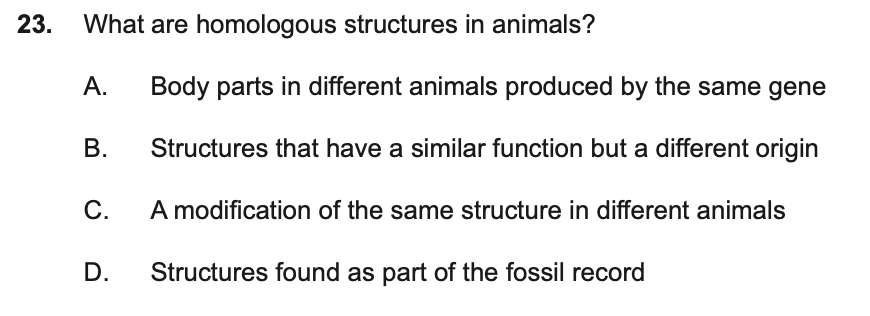 23. What are homologous structures in animals?
A. Body parts in different animals produced by the same gene
B. Structures that have a similar function but a different origin
C. A modification of the same structure in different animals
D. Structures found as part of the fossil record